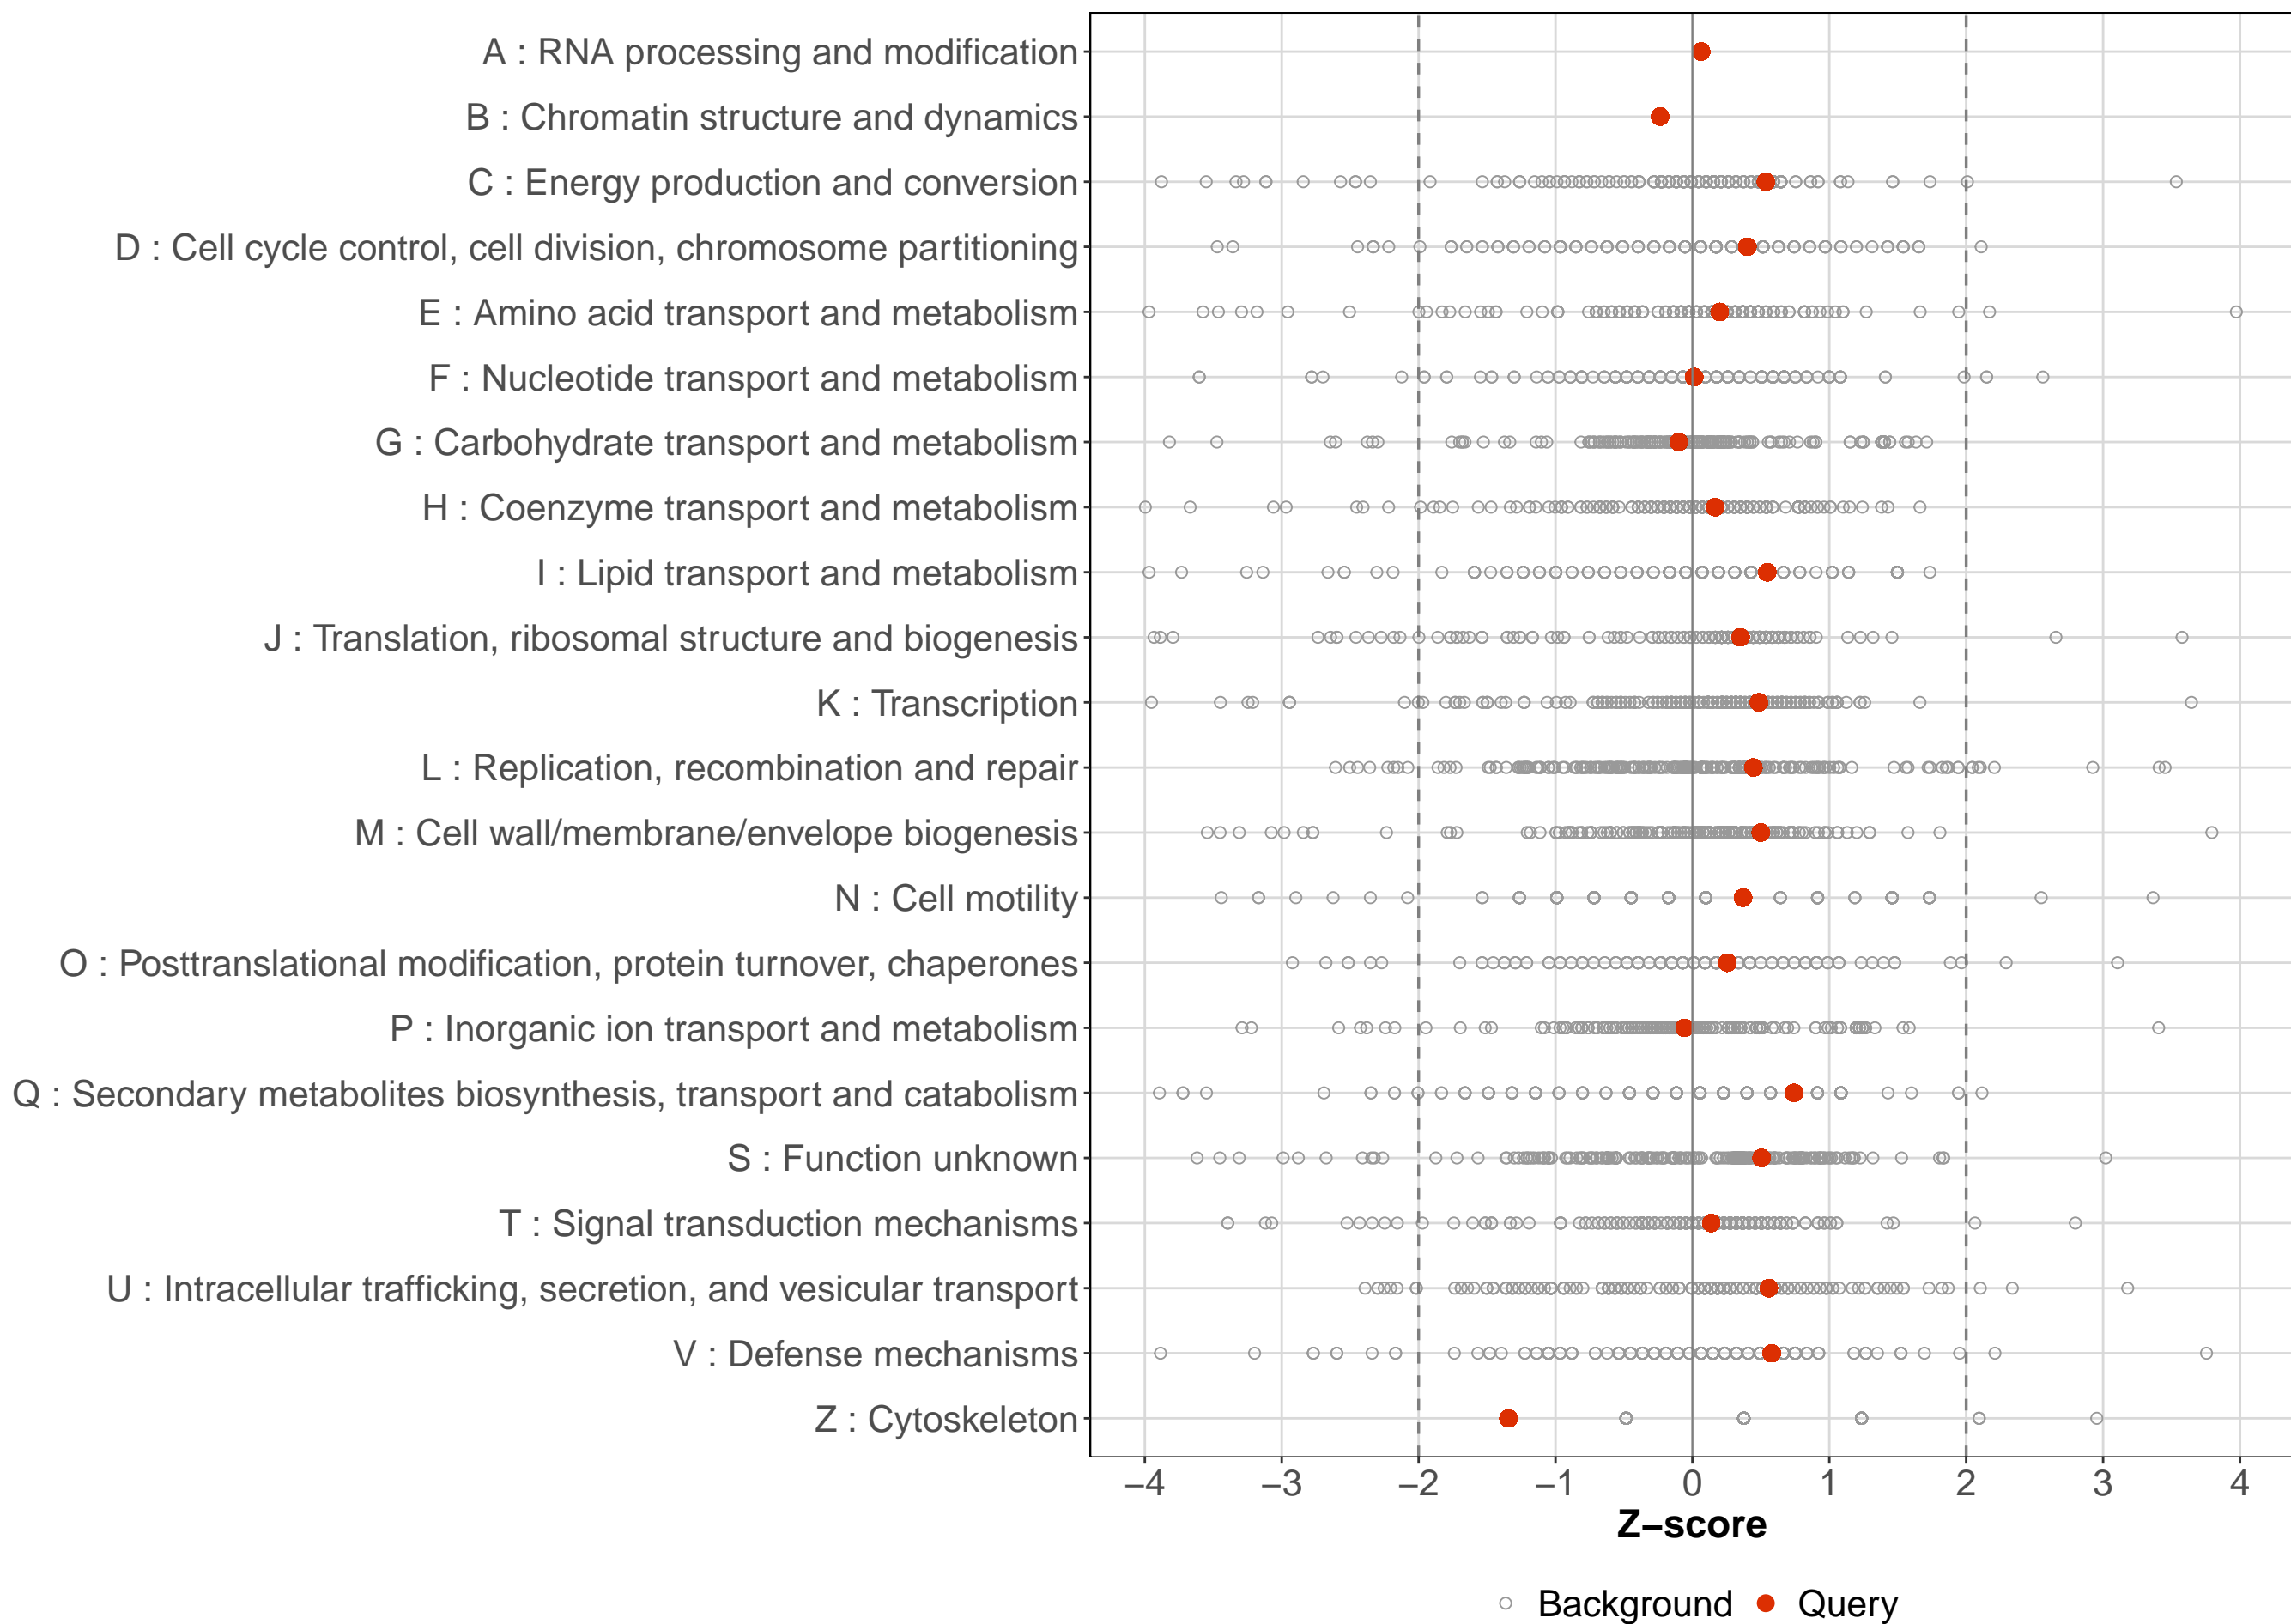 A : RNA processing and modification
B : Chromatin structure and dynamics
C : Energy production and conversion
D : Cell cycle control, cell division, chromosome partitioning
E : Amino acid transport and metabolism
F : Nucleotide transport and metabolism
G : Carbohydrate transport and metabolism
H : Coenzyme transport and metabolism
I : Lipid transport and metabolism
J : Translation, ribosomal structure and biogenesis
K : Transcription
L : Replication, recombination and repair
M : Cell wall/membrane/envelope biogenesis
N : Cell motility
O : Posttranslational modification, protein turnover, chaperones
P : Inorganic ion transport and metabolism
Q : Secondary metabolites biosynthesis, transport and catabolism
S : Function unknown
T : Signal transduction mechanisms
U : Intracellular trafficking, secretion, and vesicular transport
V : Defense mechanisms
Z : Cytoskeleton
−4 −3 −2 −1 0 1 2 3 4
Z−score
Background Query